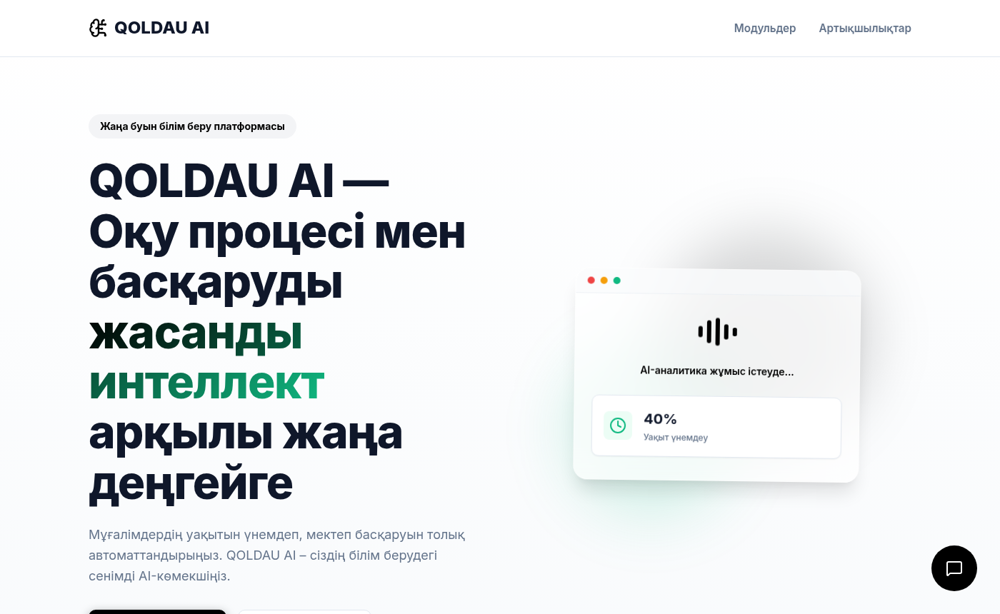 QOLDAU AI
Модульдер
Артықшылықтар
Жаңа буын білім беру платформасы
QOLDAU AI —
Оқу процесі мен
басқаруды
жасанды
интеллект
арқылы жаңа
деңгейге
Мұғалімдердің уақытын үнемдеп, мектеп басқаруын толық
автоматтандырыңыз. QOLDAU AI – сіздің білім берудегі
сенімді AI-көмекшіңіз.
AI-аналитика жұмыс істеуде...
40%
Уақыт үнемдеу